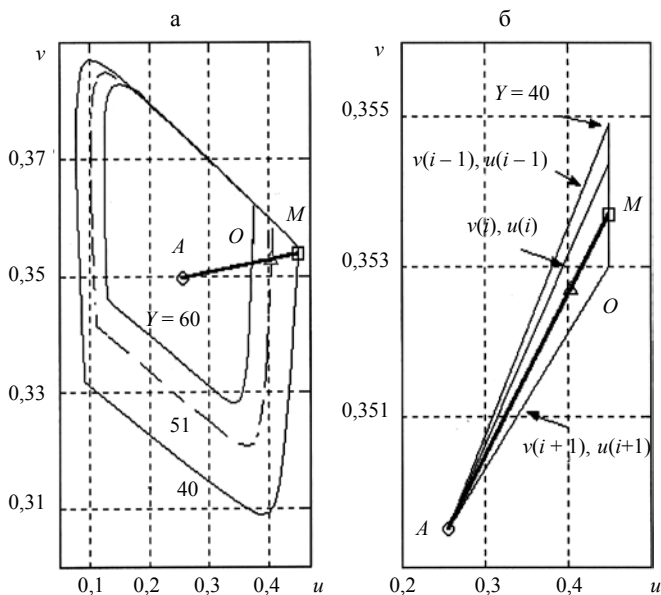 а
v
0,37
0,35
0,33
0,31
A
O
M
Y = 60
51
40
0,1
0,2
0,3
0,4
u
б
v
0,355
0,353
0,351
Y = 40
v(i – 1), u(i – 1)
v(i), u(i)
M
O
v(i + 1), u(i+1)
A
0,2
0,3
0,4
u